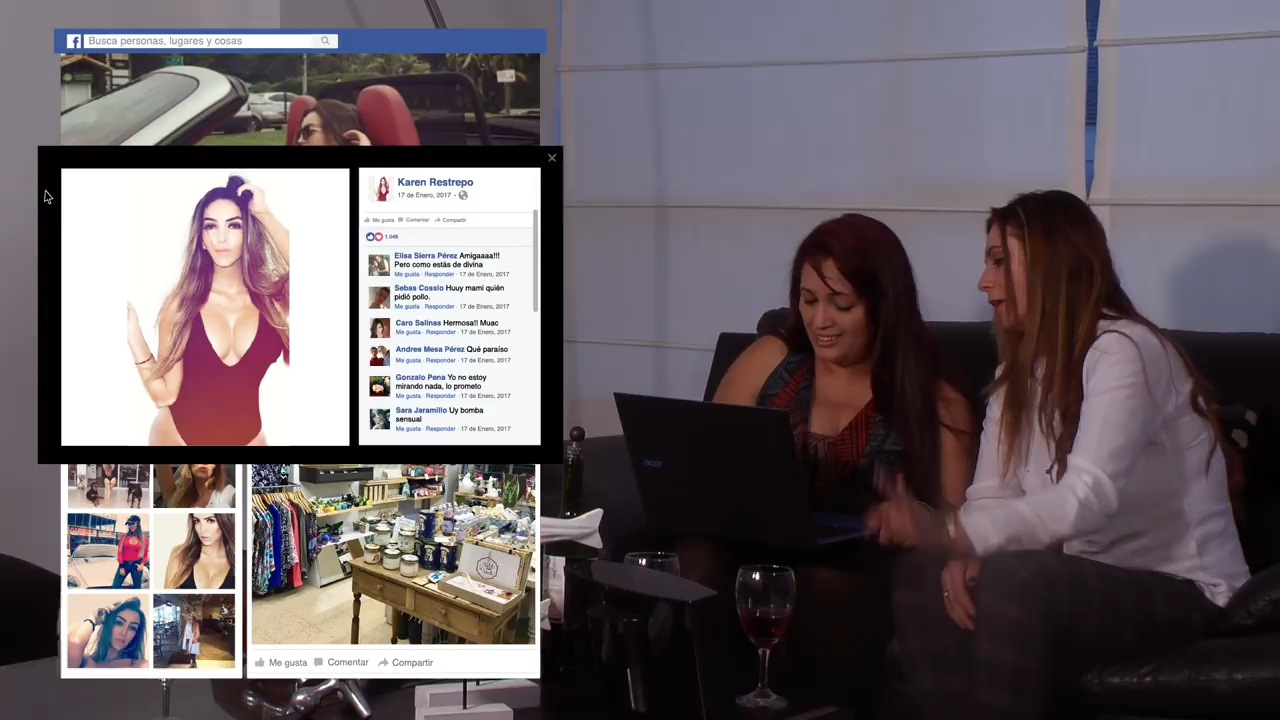 f Busca personas, lugares y cosas
Karen Restrepo
17 de Enero, 2017 ·
Me gusta Comentar Compartir
1.048
Elisa Sierra Pérez Amigaaaa!!!
Pero como estás de divina
Me gusta · Responder · 17 de Enero, 2017
Sebas Cossio Huuy mami quién
pidió pollo.
Me gusta · Responder · 17 de Enero, 2017
Caro Salinas Hermosa!! Muac
Me gusta · Responder · 17 de Enero, 2017
Andres Mesa Pérez Qué paraíso
Me gusta · Responder · 17 de Enero, 2017
Gonzalo Pena Yo no estoy
mirando nada, lo prometo
Me gusta · Responder · 17 de Enero, 2017
Sara Jaramillo Uy bomba
sensual
Me gusta · Responder · 17 de Enero, 2017
Me gusta Comentar Compartir